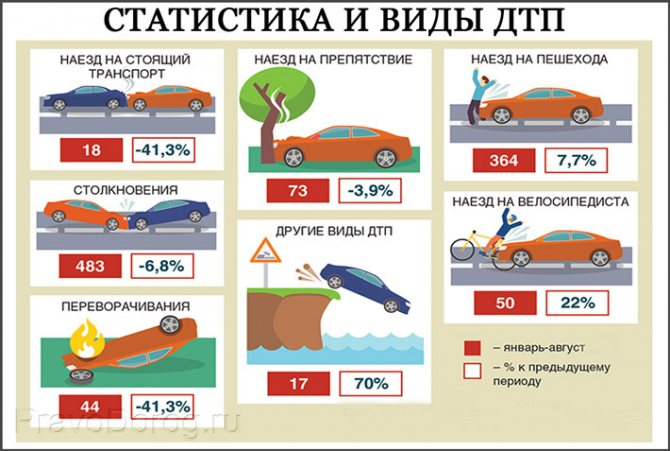 СТАТИСТИКА И ВИДЫ ДТП
НАЕЗД НА СТОЯЩИЙ
ТРАНСПОРТ
18 -41,3%
СТОЛКНОВЕНИЯ
483 -6,8%
ПЕРЕВОРАЧИВАНИЯ
44 -41,3%
НАЕЗД НА ПРЕПЯТСТВИЕ
73 -3,9%
ДРУГИЕ ВИДЫ ДТП
17 70%
НАЕЗД НА ПЕШЕХОДА
364 7,7%
НАЕЗД НА ВЕЛОСИПЕДИСТА
50 22%
– январь-август
– % к предыдущему
периоду
PravoDorog.ru